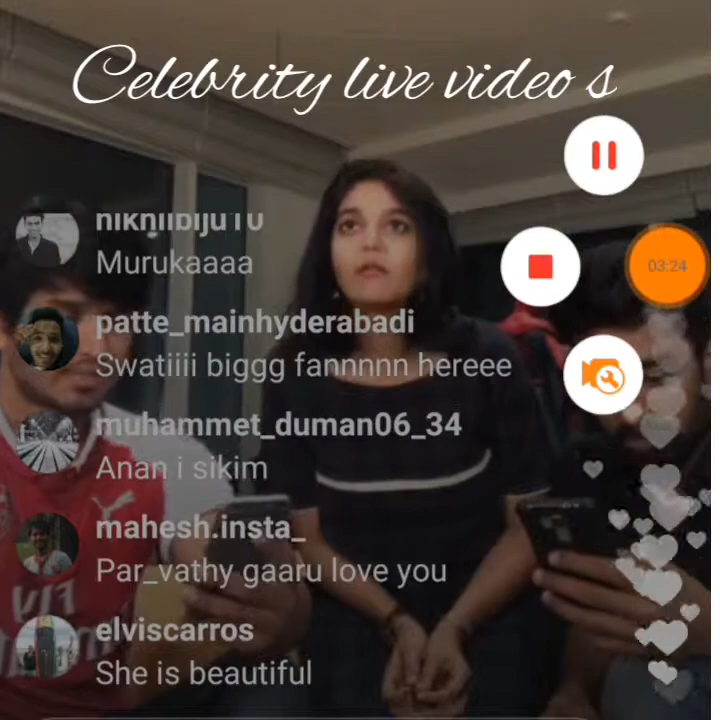 Celebrity live video s
Murukaaaa
03:24
patte_mainhyderabadi
Swatiiii biggg fannnnn hereee
muhammet_duman06_34
Anan i sikim
mahesh.insta_
Par_vathy gaaru love you
elviscarros
She is beautiful